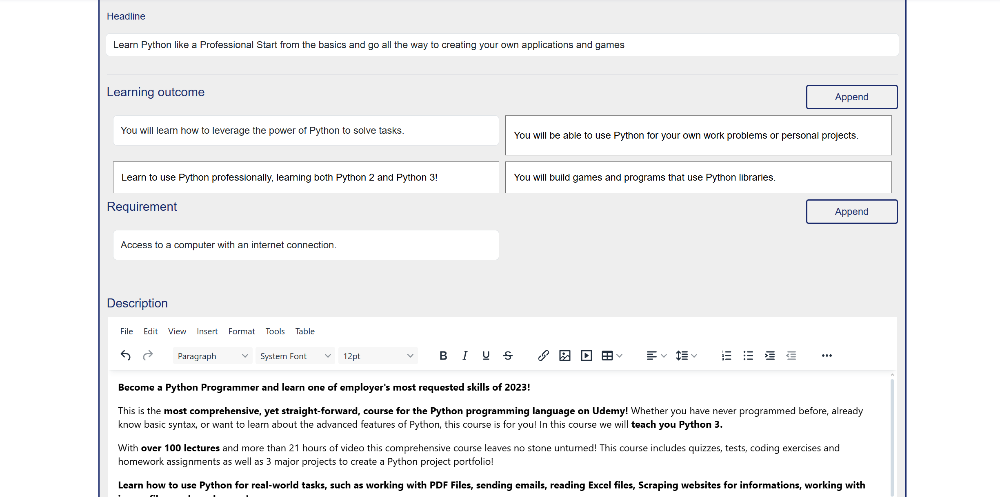 Headline
Learn Python like a Professional Start from the basics and go all the way to creating your own applications and games
Learning outcome
Append
You will learn how to leverage the power of Python to solve tasks.
You will be able to use Python for your own work problems or personal projects.
Learn to use Python professionally, learning both Python 2 and Python 3!
You will build games and programs that use Python libraries.
Requirement
Append
Access to a computer with an internet connection.
Description
File Edit View Insert Format Tools Table
Paragraph System Font 12pt B I U S
Become a Python Programmer and learn one of employer's most requested skills of 2023!
This is the most comprehensive, yet straight-forward, course for the Python programming language on Udemy! Whether you have never programmed before, already
know basic syntax, or want to learn about the advanced features of Python, this course is for you! In this course we will teach you Python 3.
With over 100 lectures and more than 21 hours of video this comprehensive course leaves no stone unturned! This course includes quizzes, tests, coding exercises and
homework assignments as well as 3 major projects to create a Python project portfolio!
Learn how to use Python for real-world tasks, such as working with PDF Files, sending emails, reading Excel files, Scraping websites for informations, working with